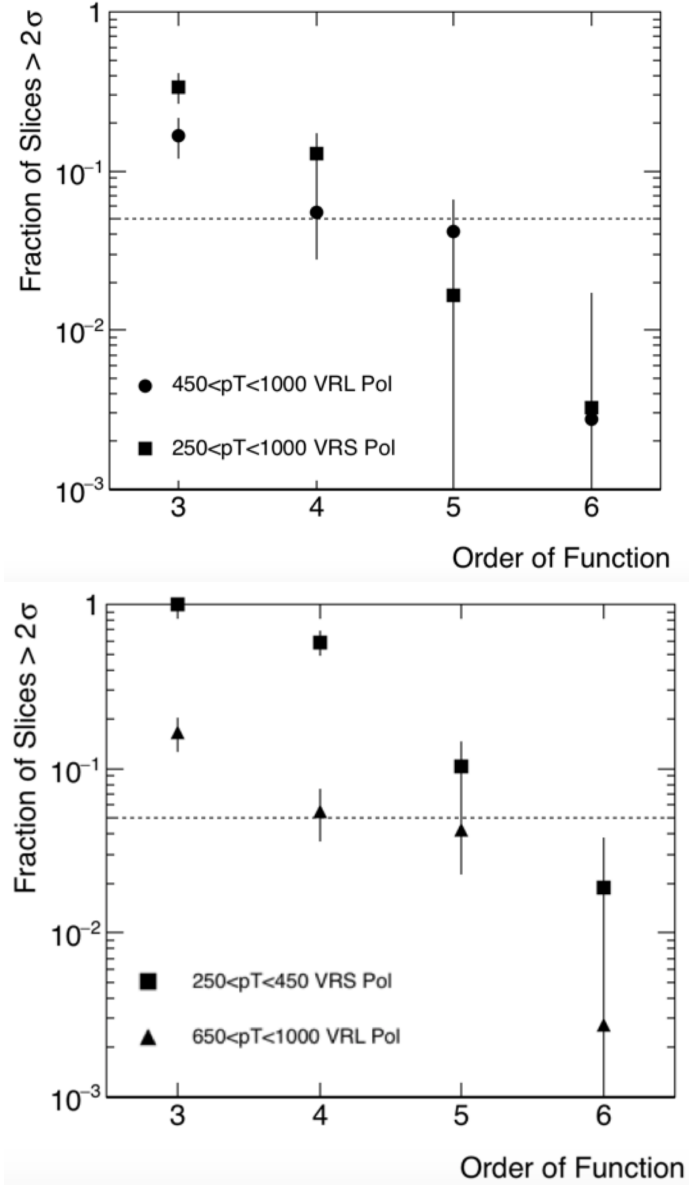 Fraction of Slices > 2σ
1
10⁻¹
10⁻²
10⁻³
450<pT<1000 VRL Pol
250<pT<1000 VRS Pol
3 4 5 6
Order of Function
Fraction of Slices > 2σ
1
10⁻¹
10⁻²
10⁻³
250<pT<450 VRS Pol
650<pT<1000 VRL Pol
3 4 5 6
Order of Function